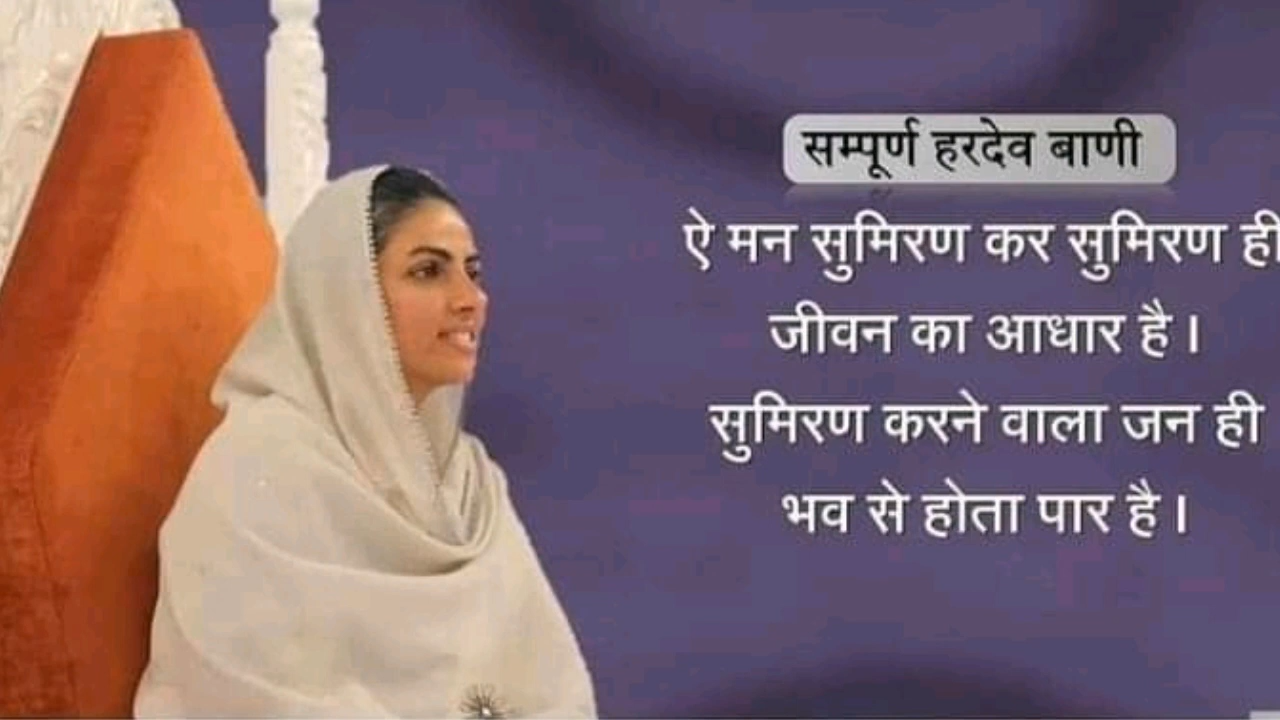 सम्पूर्ण हरदेव बाणी
ऐ मन सुमिरण कर सुमिरण ही
जीवन का आधार है ।
सुमिरण करने वाला जन ही
भव से होता पार है ।